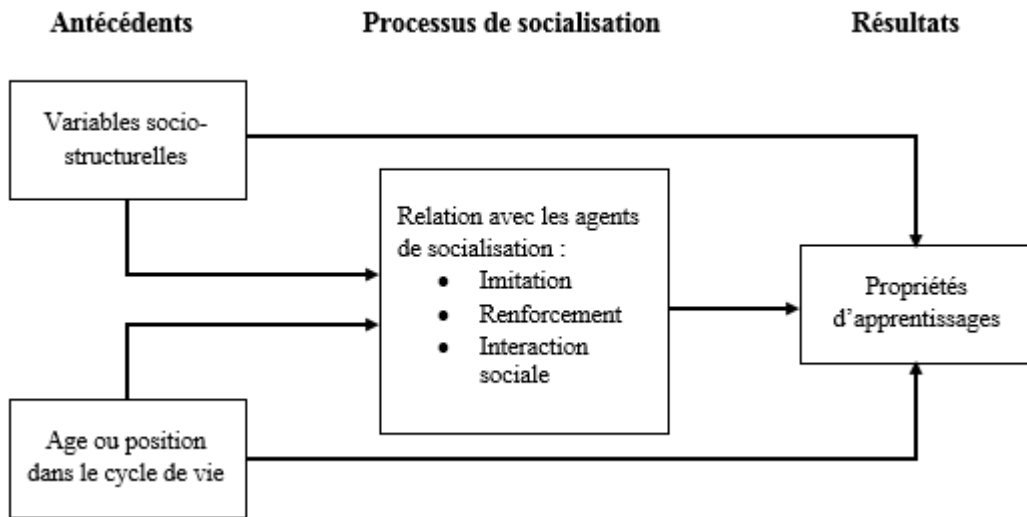 Antécédents
Processus de socialisation
Résultats
Variables socio-
structurelles
Relation avec les agents
de socialisation :
• Imitation
• Renforcement
• Interaction
sociale
Propriétés
d’apprentissages
Age ou position
dans le cycle de vie